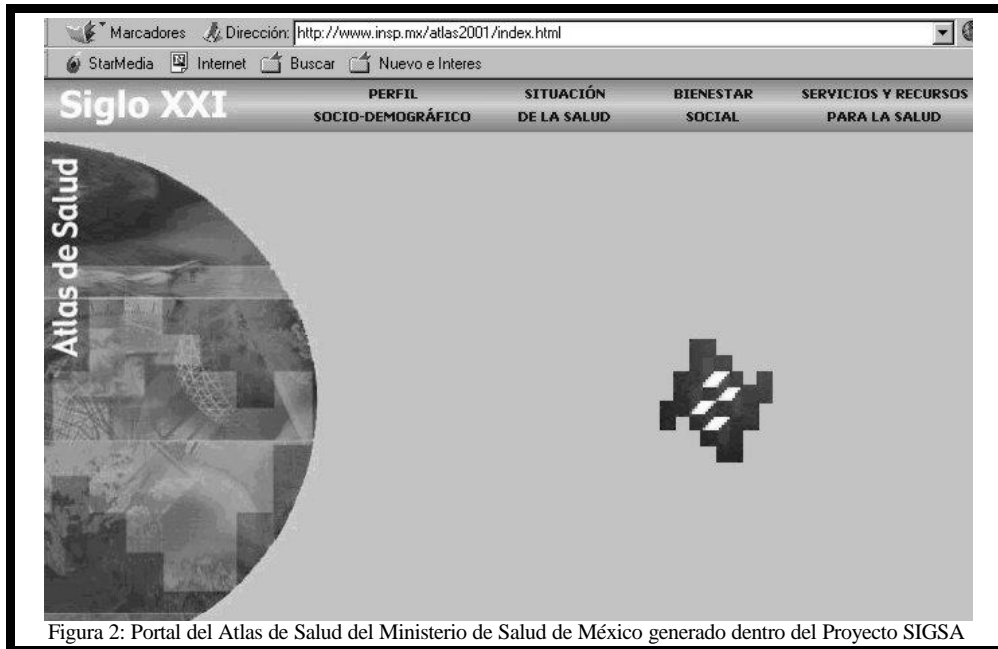 Marcadores Dirección: http://www.insp.mx/atlas2001/index.html
StarMedia Internet Buscar Nuevo e Interes
Siglo XXI
PERFIL SOCIO-DEMOGRÁFICO
SITUACIÓN DE LA SALUD
BIENESTAR SOCIAL
SERVICIOS Y RECURSOS PARA LA SALUD
Atlas de Salud
Figura 2: Portal del Atlas de Salud del Ministerio de Salud de México generado dentro del Proyecto SIGSA